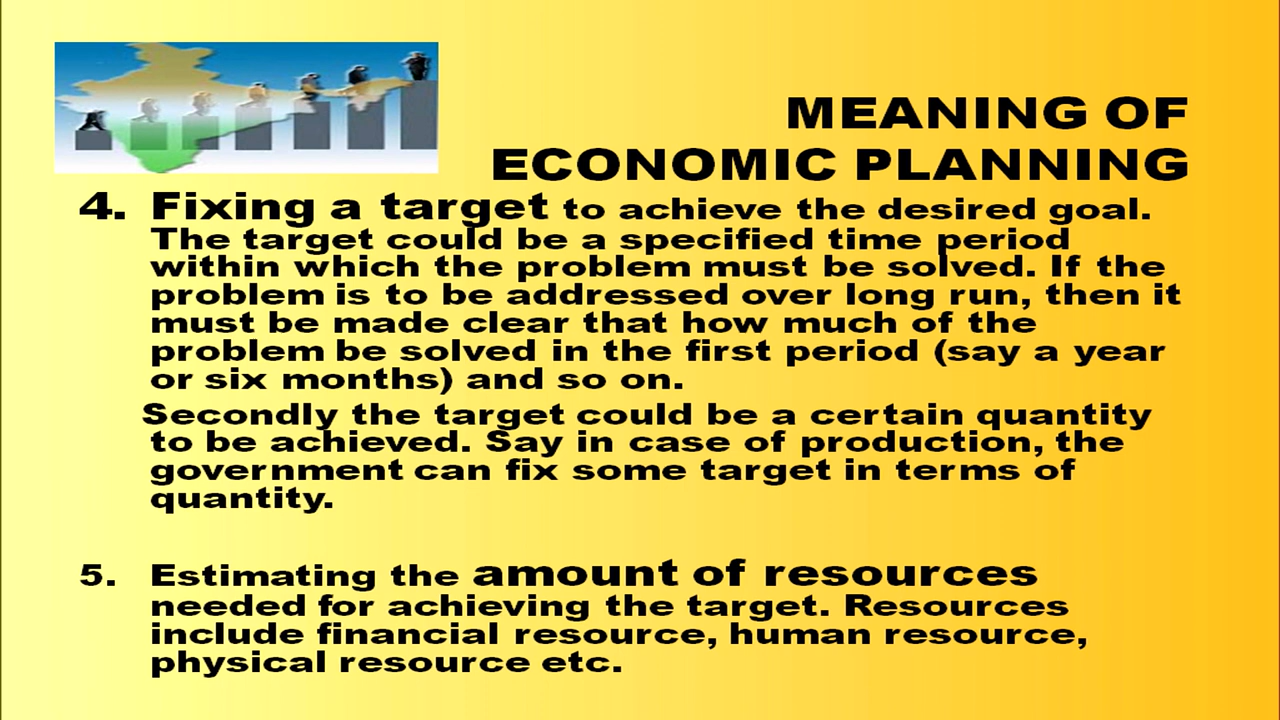 MEANING OF
ECONOMIC PLANNING
4. Fixing a target to achieve the desired goal.
The target could be a specified time period
within which the problem must be solved. If the
problem is to be addressed over long run, then it
must be made clear that how much of the
problem be solved in the first period (say a year
or six months) and so on.
Secondly the target could be a certain quantity
to be achieved. Say in case of production, the
government can fix some target in terms of
quantity.
5. Estimating the amount of resources
needed for achieving the target. Resources
include financial resource, human resource,
physical resource etc.